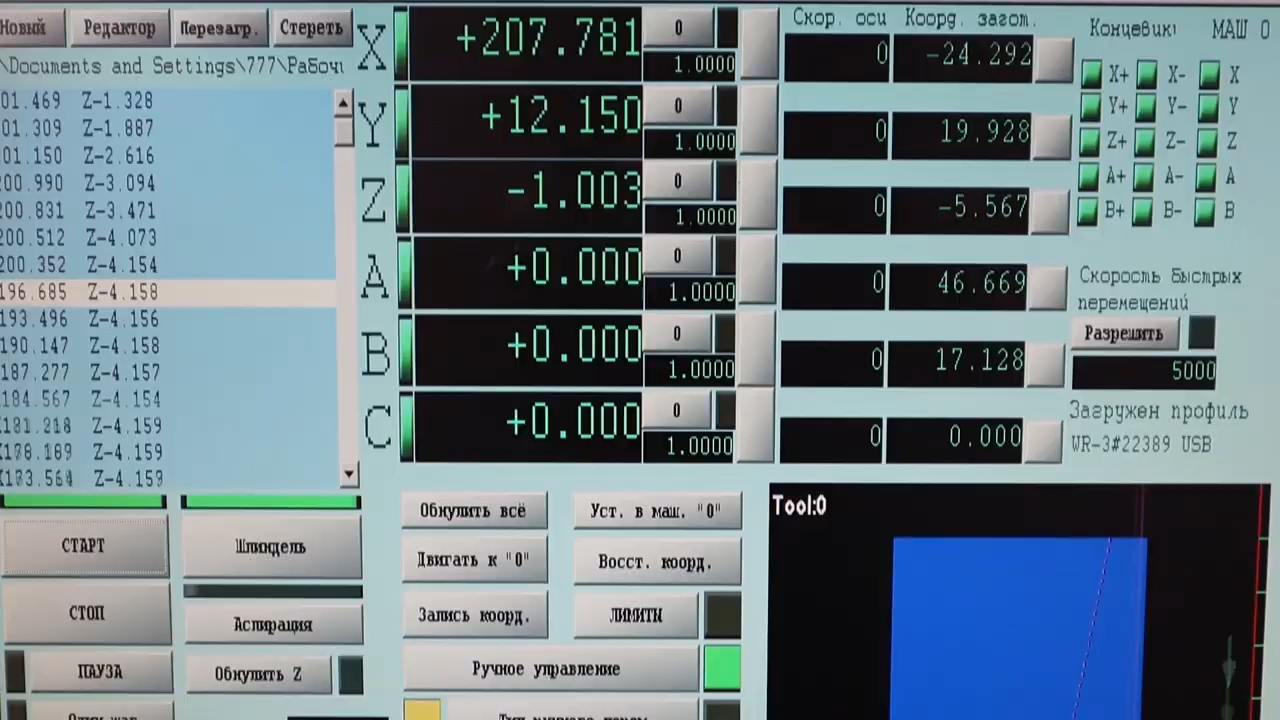 Новый Редактор Перезагр. Стереть
\Documents and Settings\777\Рабоч
01.469 Z-1.328
01.309 Z-1.887
01.150 Z-2.616
200.990 Z-3.094
200.831 Z-3.471
200.512 Z-4.073
200.352 Z-4.154
196.685 Z-4.158
193.496 Z-4.156
190.147 Z-4.158
187.277 Z-4.157
184.567 Z-4.154
X181.218 Z-4.159
Z-4.159
Z-4.159
X +207.781 0 1.0000
Y +12.150 0 1.0000
Z -1.003 0 1.0000
A +0.000 0 1.0000
B +0.000 0 1.0000
C +0.000 0 1.0000
Скор. оси Коорд. загот.
0 -24.292
0 19.928
0 -5.567
0 46.669
0 17.128
0 0.000
Концевики МАШ 0
X+ X- X
Y+ Y- Y
Z+ Z- Z
A+ A- A
B+ B- B
Скорость быстрых
перемещений
Разрешить
5000
Загружен профиль
WR-3#22389 USB
СТАРТ Шпиндель
СТОП Аспирация
ПАУЗА Обнулить Z
Обнулить всё Уст. в маш. "0"
Двигать к "0" Восст. коорд.
Запись коорд. ЛИМИТЫ
Ручное управление
Tool:0